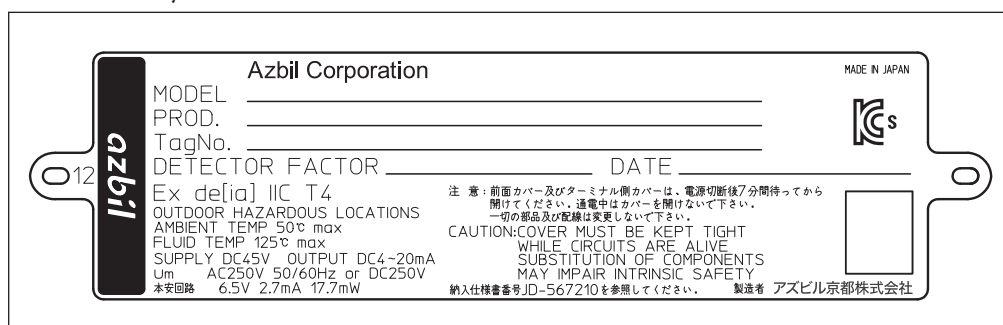 Azbil Corporation
MADE IN JAPAN
MODEL
PROD.
TagNo.
DETECTOR FACTOR DATE
12
azbil
Ex de[ia] IIC T4
OUTDOOR HAZARDOUS LOCATIONS
AMBIENT TEMP 50℃ max
FLUID TEMP 125℃ max
SUPPLY DC45V OUTPUT DC4~20mA
Um AC250V 50/60Hz or DC250V
本安回路 6.5V 2.7mA 17.7mW
注 意:前面カバー及びターミナル側カバーは、電源切断後7分間待ってから
開けてください。通電中はカバーを開けないで下さい。
一切の部品及び配線は変更しないで下さい。
CAUTION:COVER MUST BE KEPT TIGHT
WHILE CIRCUITS ARE ALIVE
SUBSTITUTION OF COMPONENTS
MAY IMPAIR INTRINSIC SAFETY
納入仕様書番号JD-567210を参照してください。 製造者 アズビル京都株式会社
KCs